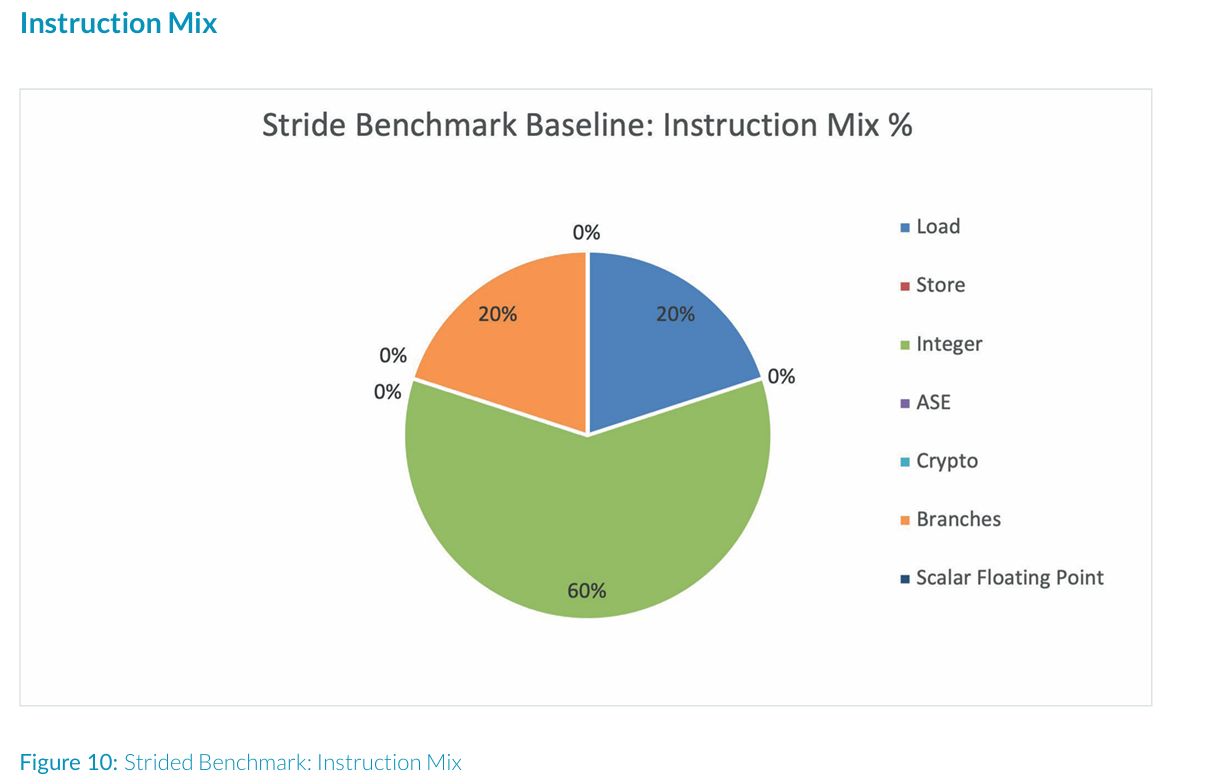 Instruction Mix
Stride Benchmark Baseline: Instruction Mix %
0%
20%
20%
0%
0%
0%
60%
Load
Store
Integer
ASE
Crypto
Branches
Scalar Floating Point
Figure 10: Strided Benchmark: Instruction Mix